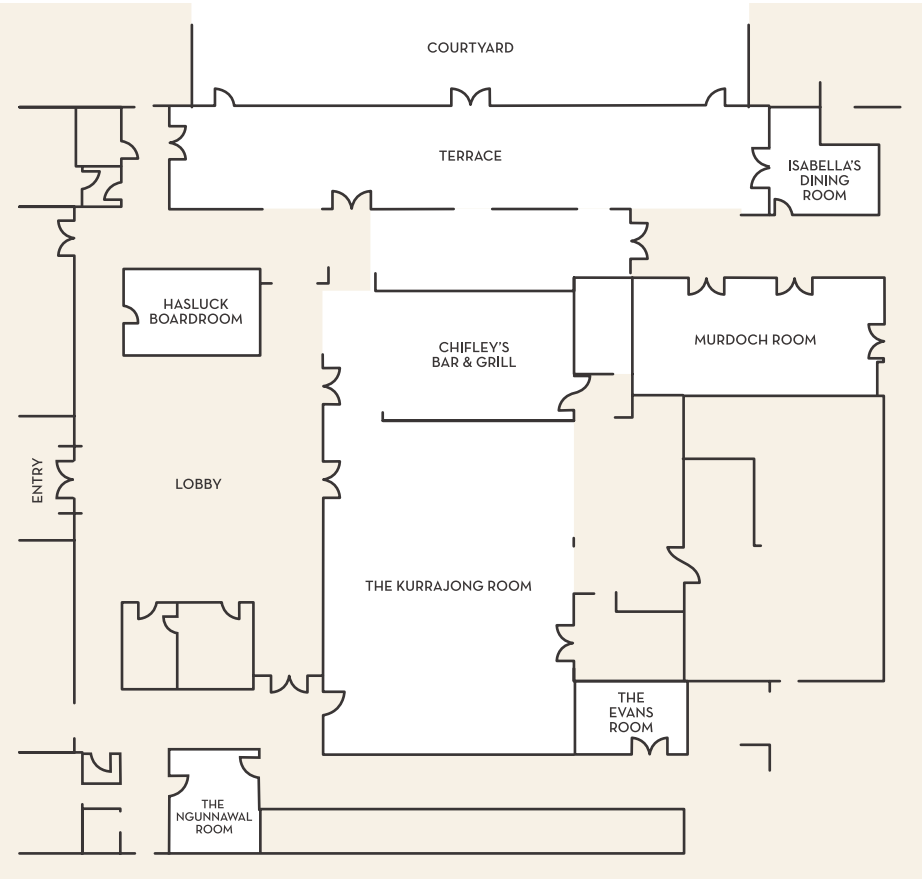 COURTYARD
TERRACE
ISABELLA'S
DINING
ROOM
HASLUCK
BOARDROOM
CHIFLEY'S
BAR & GRILL
MURDOCH ROOM
ENTRY
LOBBY
THE KURRAJONG ROOM
THE
EVANS
ROOM
THE
NGUNNAWAL
ROOM